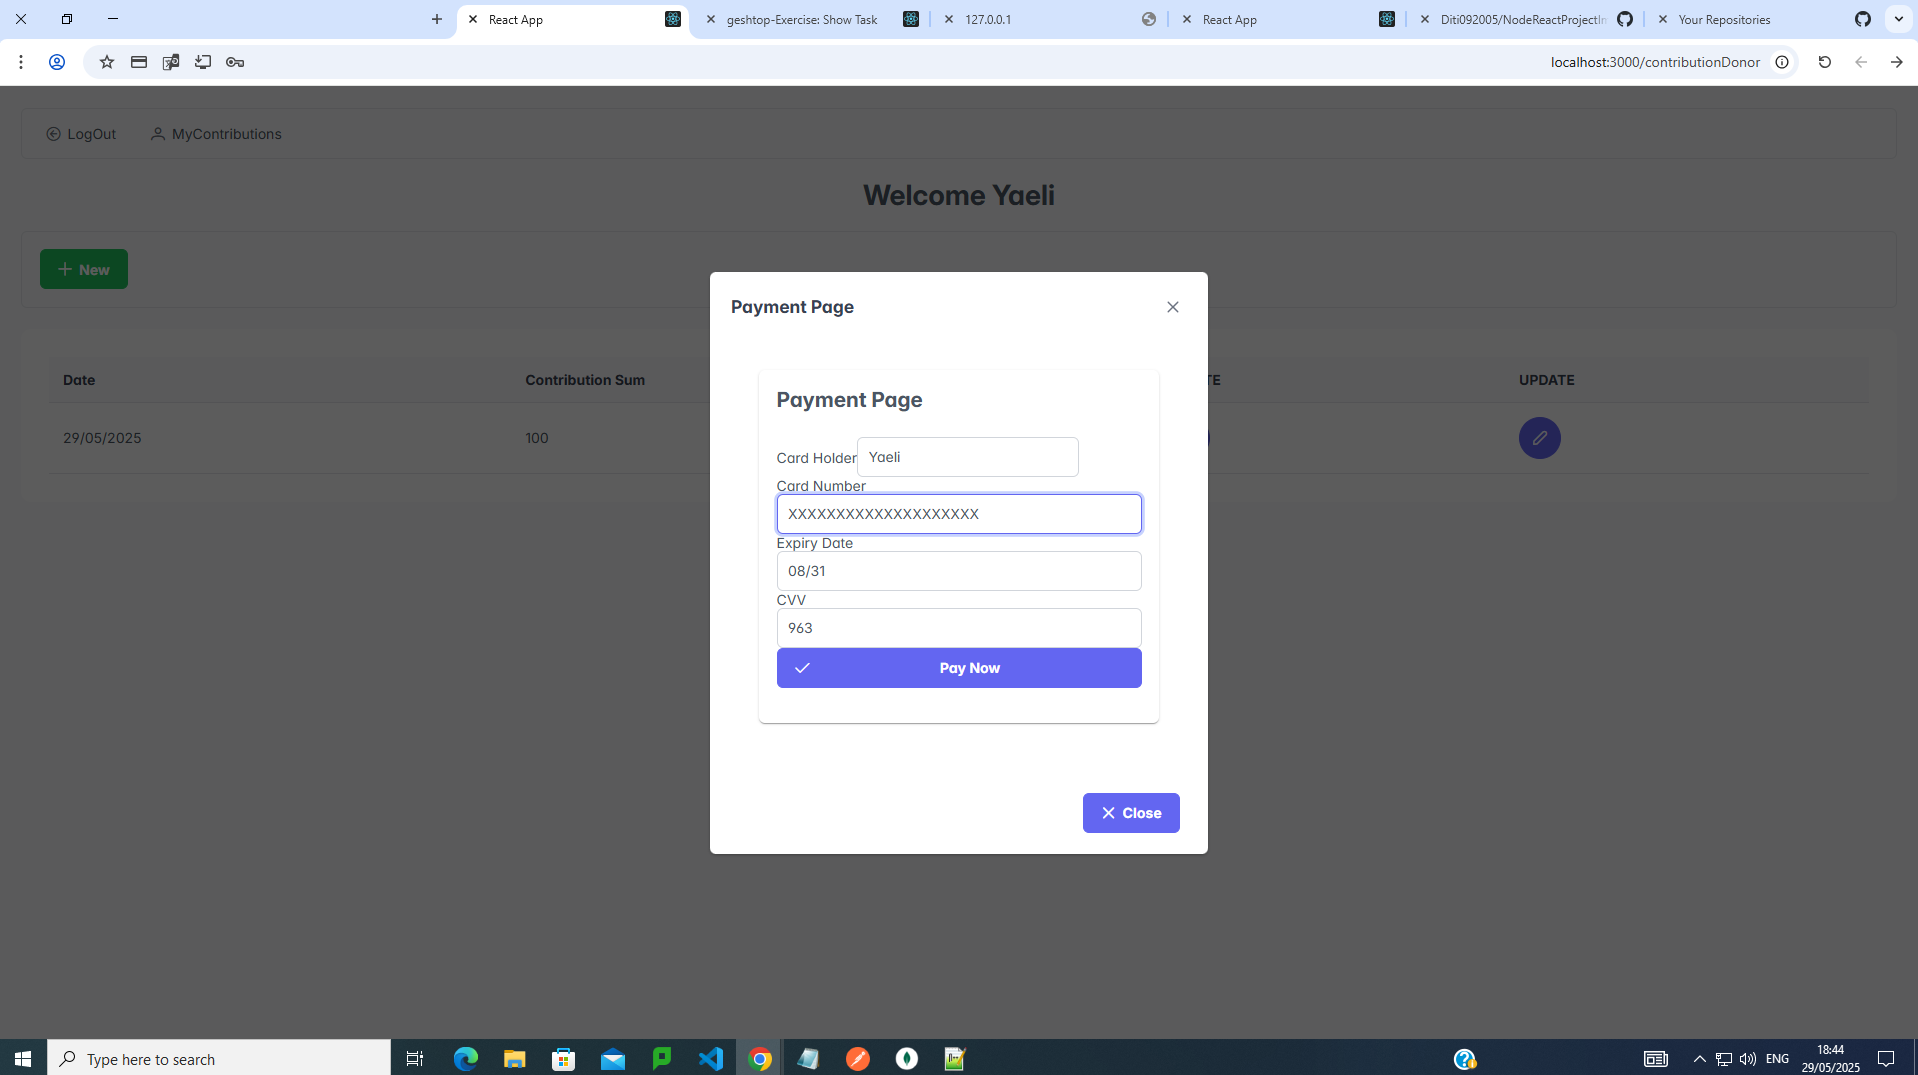 React App
geshtop-Exercise: Show Task
127.0.0.1
React App
Diti092005/NodeReactProjectIn
Your Repositories
localhost:3000/contributionDonor
LogOut
MyContributions
Welcome Yaeli
New
Date
Contribution Sum
TE
UPDATE
29/05/2025
100
Payment Page
Payment Page
Card Holder
Yaeli
Card Number
XXXXXXXXXXXXXXXXXXXX
Expiry Date
08/31
CVV
963
Pay Now
Close
Type here to search
ENG
18:44
29/05/2025